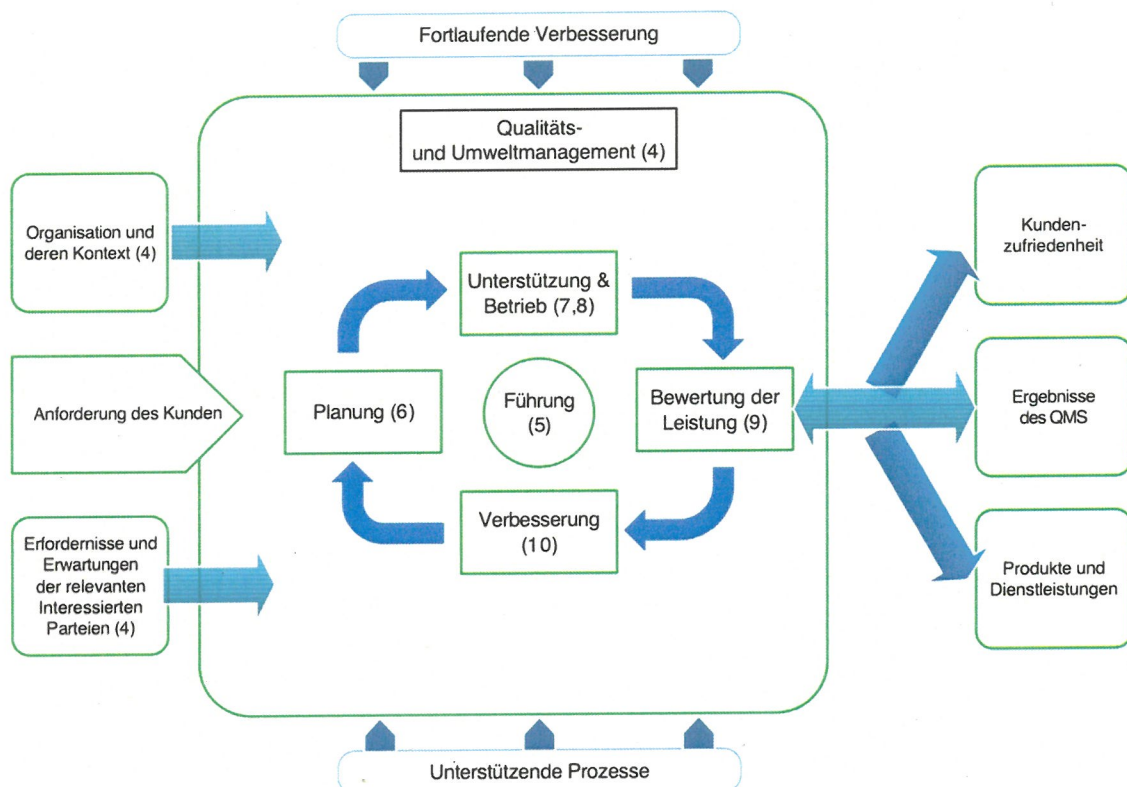 Fortlaufende Verbesserung
Qualitäts-
und Umweltmanagement (4)
Organisation und
deren Kontext (4)
Anforderung des Kunden
Erfordernisse und
Erwartungen
der relevanten
Interessierten
Parteien (4)
Unterstützung &
Betrieb (7,8)
Planung (6)
Führung
(5)
Bewertung der
Leistung (9)
Verbesserung
(10)
Kunden-
zufriedenheit
Ergebnisse
des QMS
Produkte und
Dienstleistungen
Unterstützende Prozesse